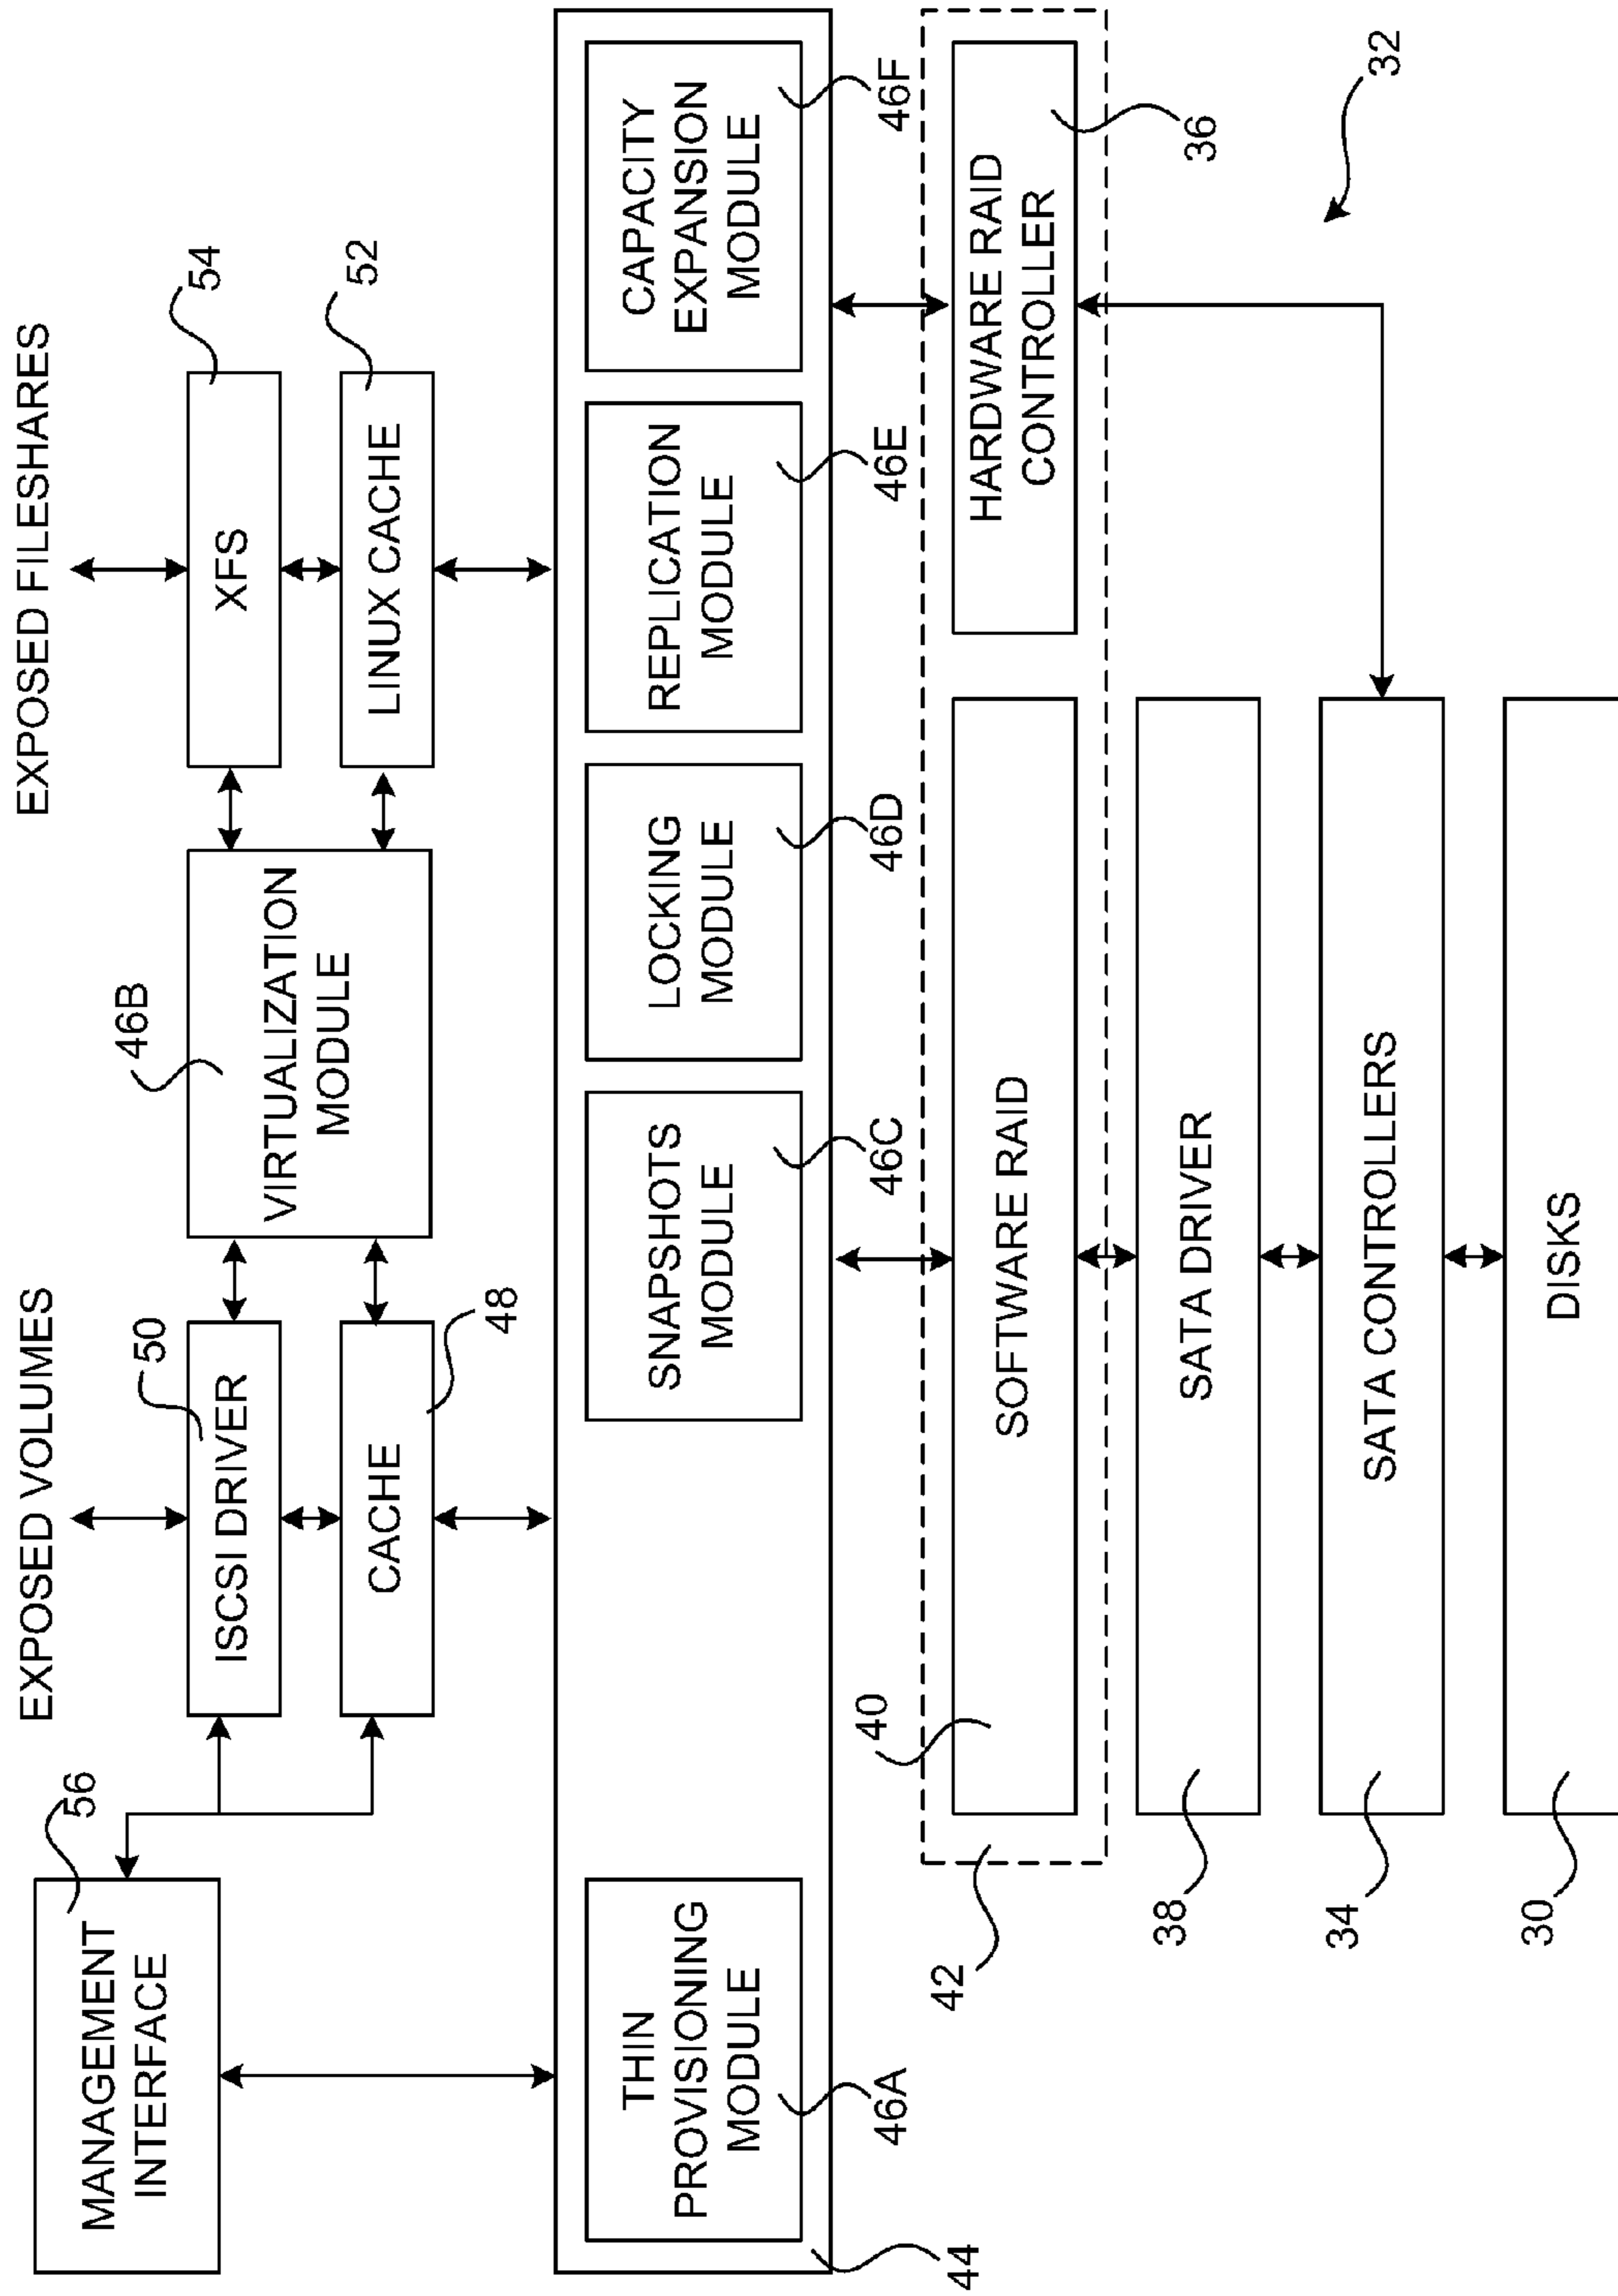 EXPOSED VOLUMES
EXPOSED FILESHARES
MANAGEMENT
INTERFACE
56
ISCSI DRIVER
50
46B
VIRTUALIZATION
MODULE
XFS
54
CACHE
48
LINUX CACHE
52
THIN
PROVISIONING
MODULE
SNAPSHOTS
MODULE
LOCKING
MODULE
REPLICATION
MODULE
CAPACITY
EXPANSION
MODULE
44
46A
40
46C
46D
46E
46F
42
SOFTWARE RAID
HARDWARE RAID
CONTROLLER
36
38
SATA DRIVER
34
SATA CONTROLLERS
32
30
DISKS